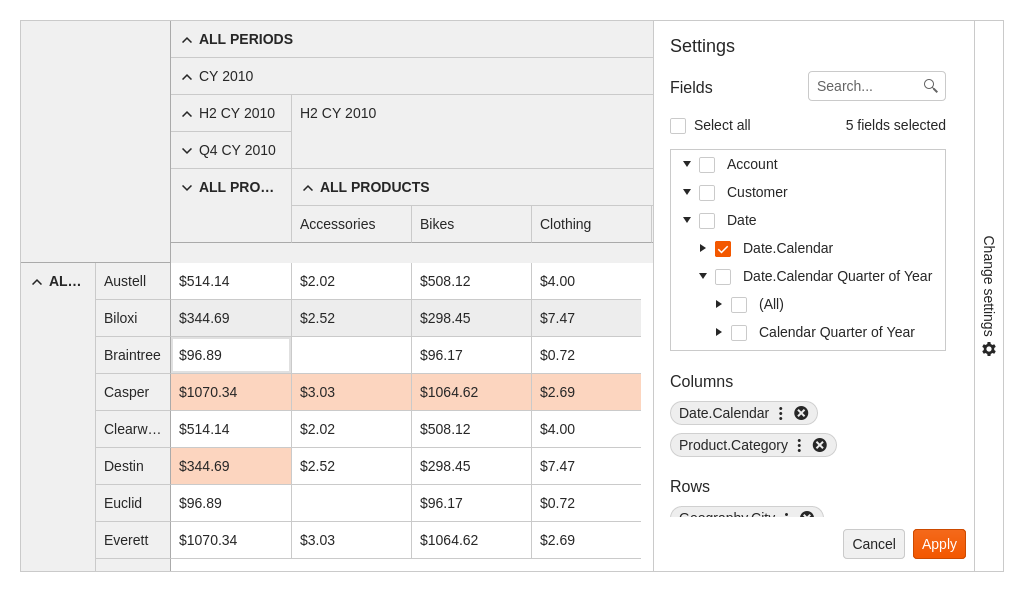 ALL PERIODS
CY 2010
H2 CY 2010 H2 CY 2010
Q4 CY 2010
ALL PRO... ALL PRODUCTS
Accessories Bikes Clothing
AL... Austell $514.14 $2.02 $508.12 $4.00
Biloxi $344.69 $2.52 $298.45 $7.47
Braintree $96.89 $96.17 $0.72
Casper $1070.34 $3.03 $1064.62 $2.69
Clearw... $514.14 $2.02 $508.12 $4.00
Destin $344.69 $2.52 $298.45 $7.47
Euclid $96.89 $96.17 $0.72
Everett $1070.34 $3.03 $1064.62 $2.69
Settings
Fields Search...
Select all 5 fields selected
Account
Customer
Date
Date.Calendar
Date.Calendar Quarter of Year
(All)
Calendar Quarter of Year
Columns
Date.Calendar
Product.Category
Rows
Geography.City
Cancel Apply
Change settings